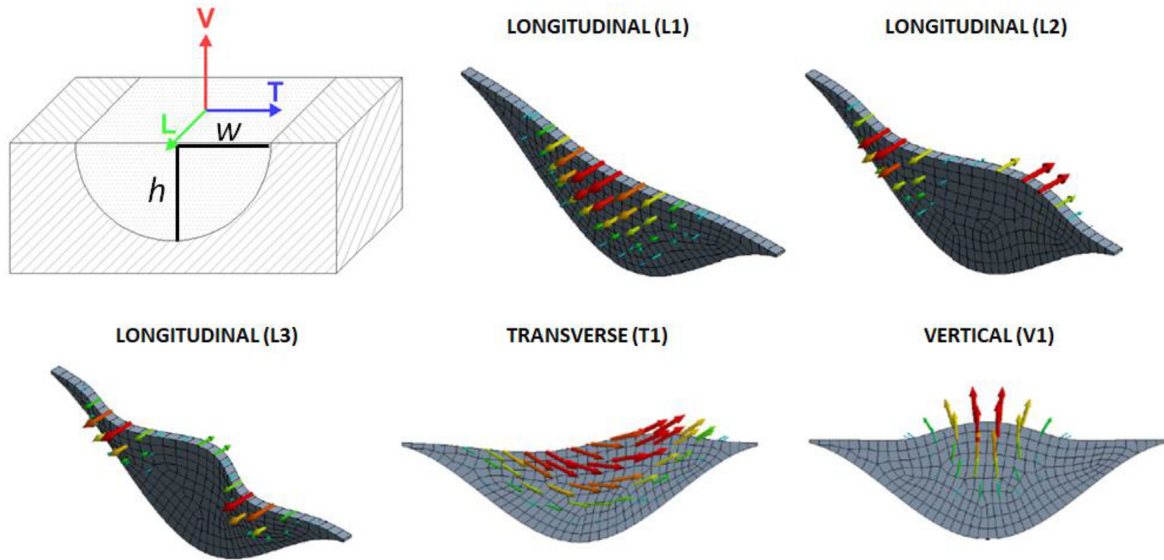 V
T
L
w
h
LONGITUDINAL (L1)
LONGITUDINAL (L2)
LONGITUDINAL (L3)
TRANSVERSE (T1)
VERTICAL (V1)